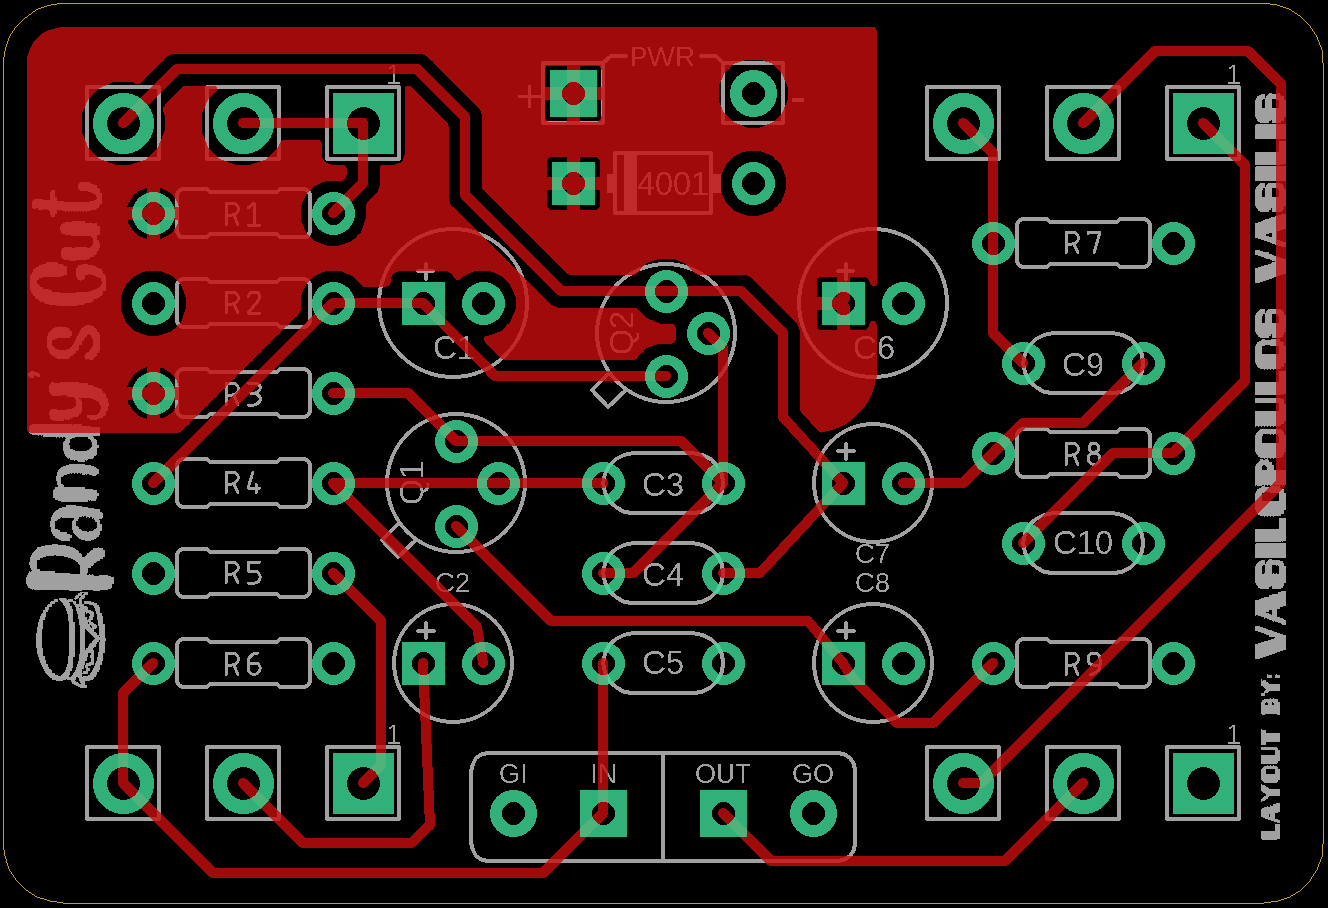 PWR
+ -
1
1
4001
R1
R2
R3
R4
R5
R6
+
C1
Q2
+
C6
R7
C9
R8
C10
Q1
C3
C4
C5
+
C7
C8
+
C2
+
R9
1
1
GI IN OUT GO
Randy's Gut
LAYOUT BY: VASILOPOULOS VASILIS